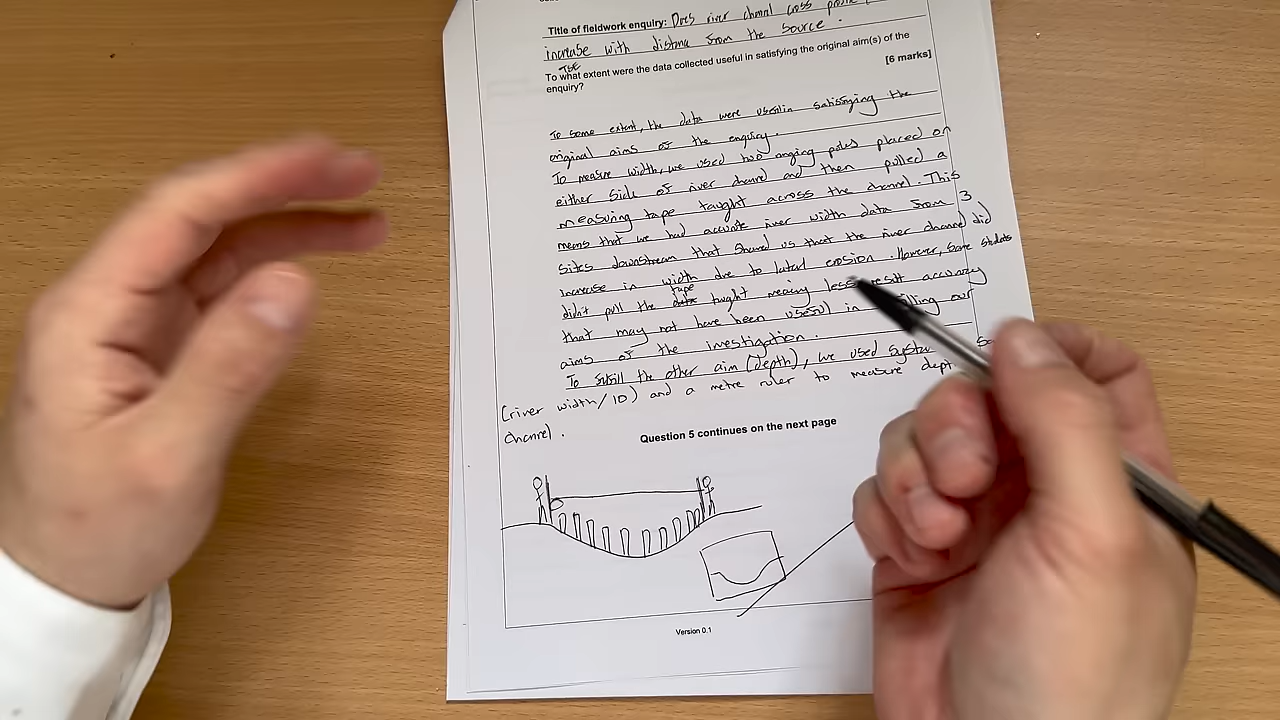 Title of fieldwork enquiry: Does river channel cross profile
increase with distance from the source.
The
To what extent were the data collected useful in satisfying the original aim(s) of the
enquiry?
[6 marks]
To some extent, the data were useful in satisfying the
original aims of the enquiry.
To measure width, we used two ranging poles placed on
either side of river channel and then pulled a
measuring tape taught across the channel. This
means that we had accurate river width data from 3
sites downstream that showed us that the river channel did
increase in width due to lateral erosion. However, some students
didn't pull the tape taught meaning less result accuracy
that may not have been useful in filling our
aims of the investigation.
To fulfill the other aim (depth), we used
(river width/10) and a metre ruler to measure
channel.
Question 5 continues on the next page
Version 0.1